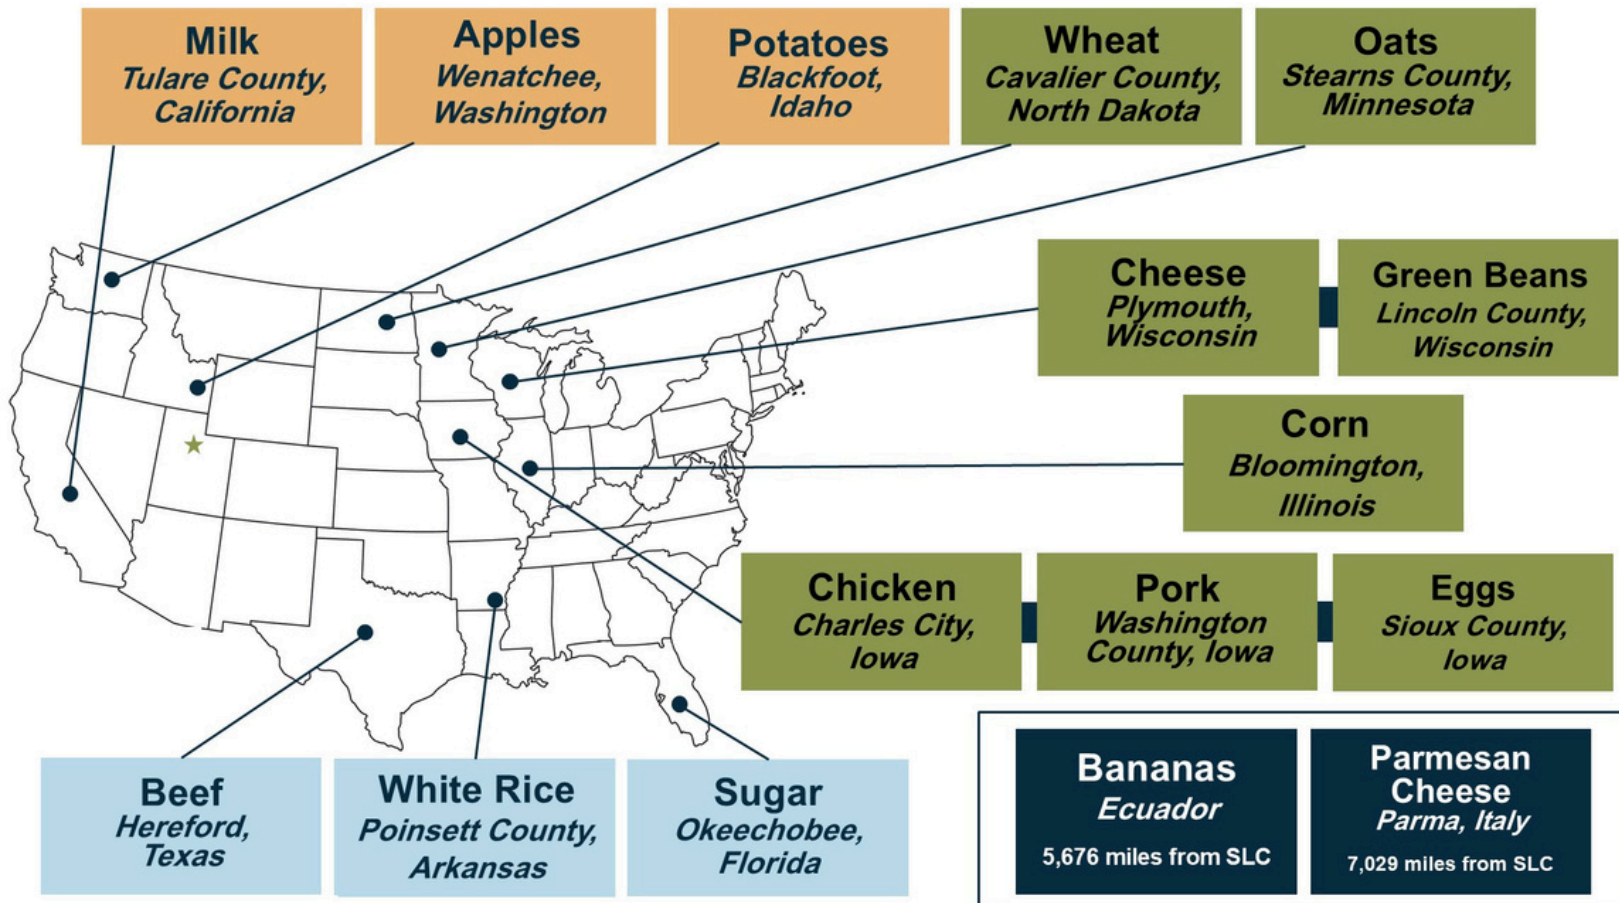 Milk
Tulare County,
California
Apples
Wenatchee,
Washington
Potatoes
Blackfoot,
Idaho
Wheat
Cavalier County,
North Dakota
Oats
Stearns County,
Minnesota
Cheese
Plymouth,
Wisconsin
Green Beans
Lincoln County,
Wisconsin
Corn
Bloomington,
Illinois
Chicken
Charles City,
Iowa
Pork
Washington
County, Iowa
Eggs
Sioux County,
Iowa
Beef
Hereford,
Texas
White Rice
Poinsett County,
Arkansas
Sugar
Okeechobee,
Florida
Bananas
Ecuador
5,676 miles from SLC
Parmesan
Cheese
Parma, Italy
7,029 miles from SLC